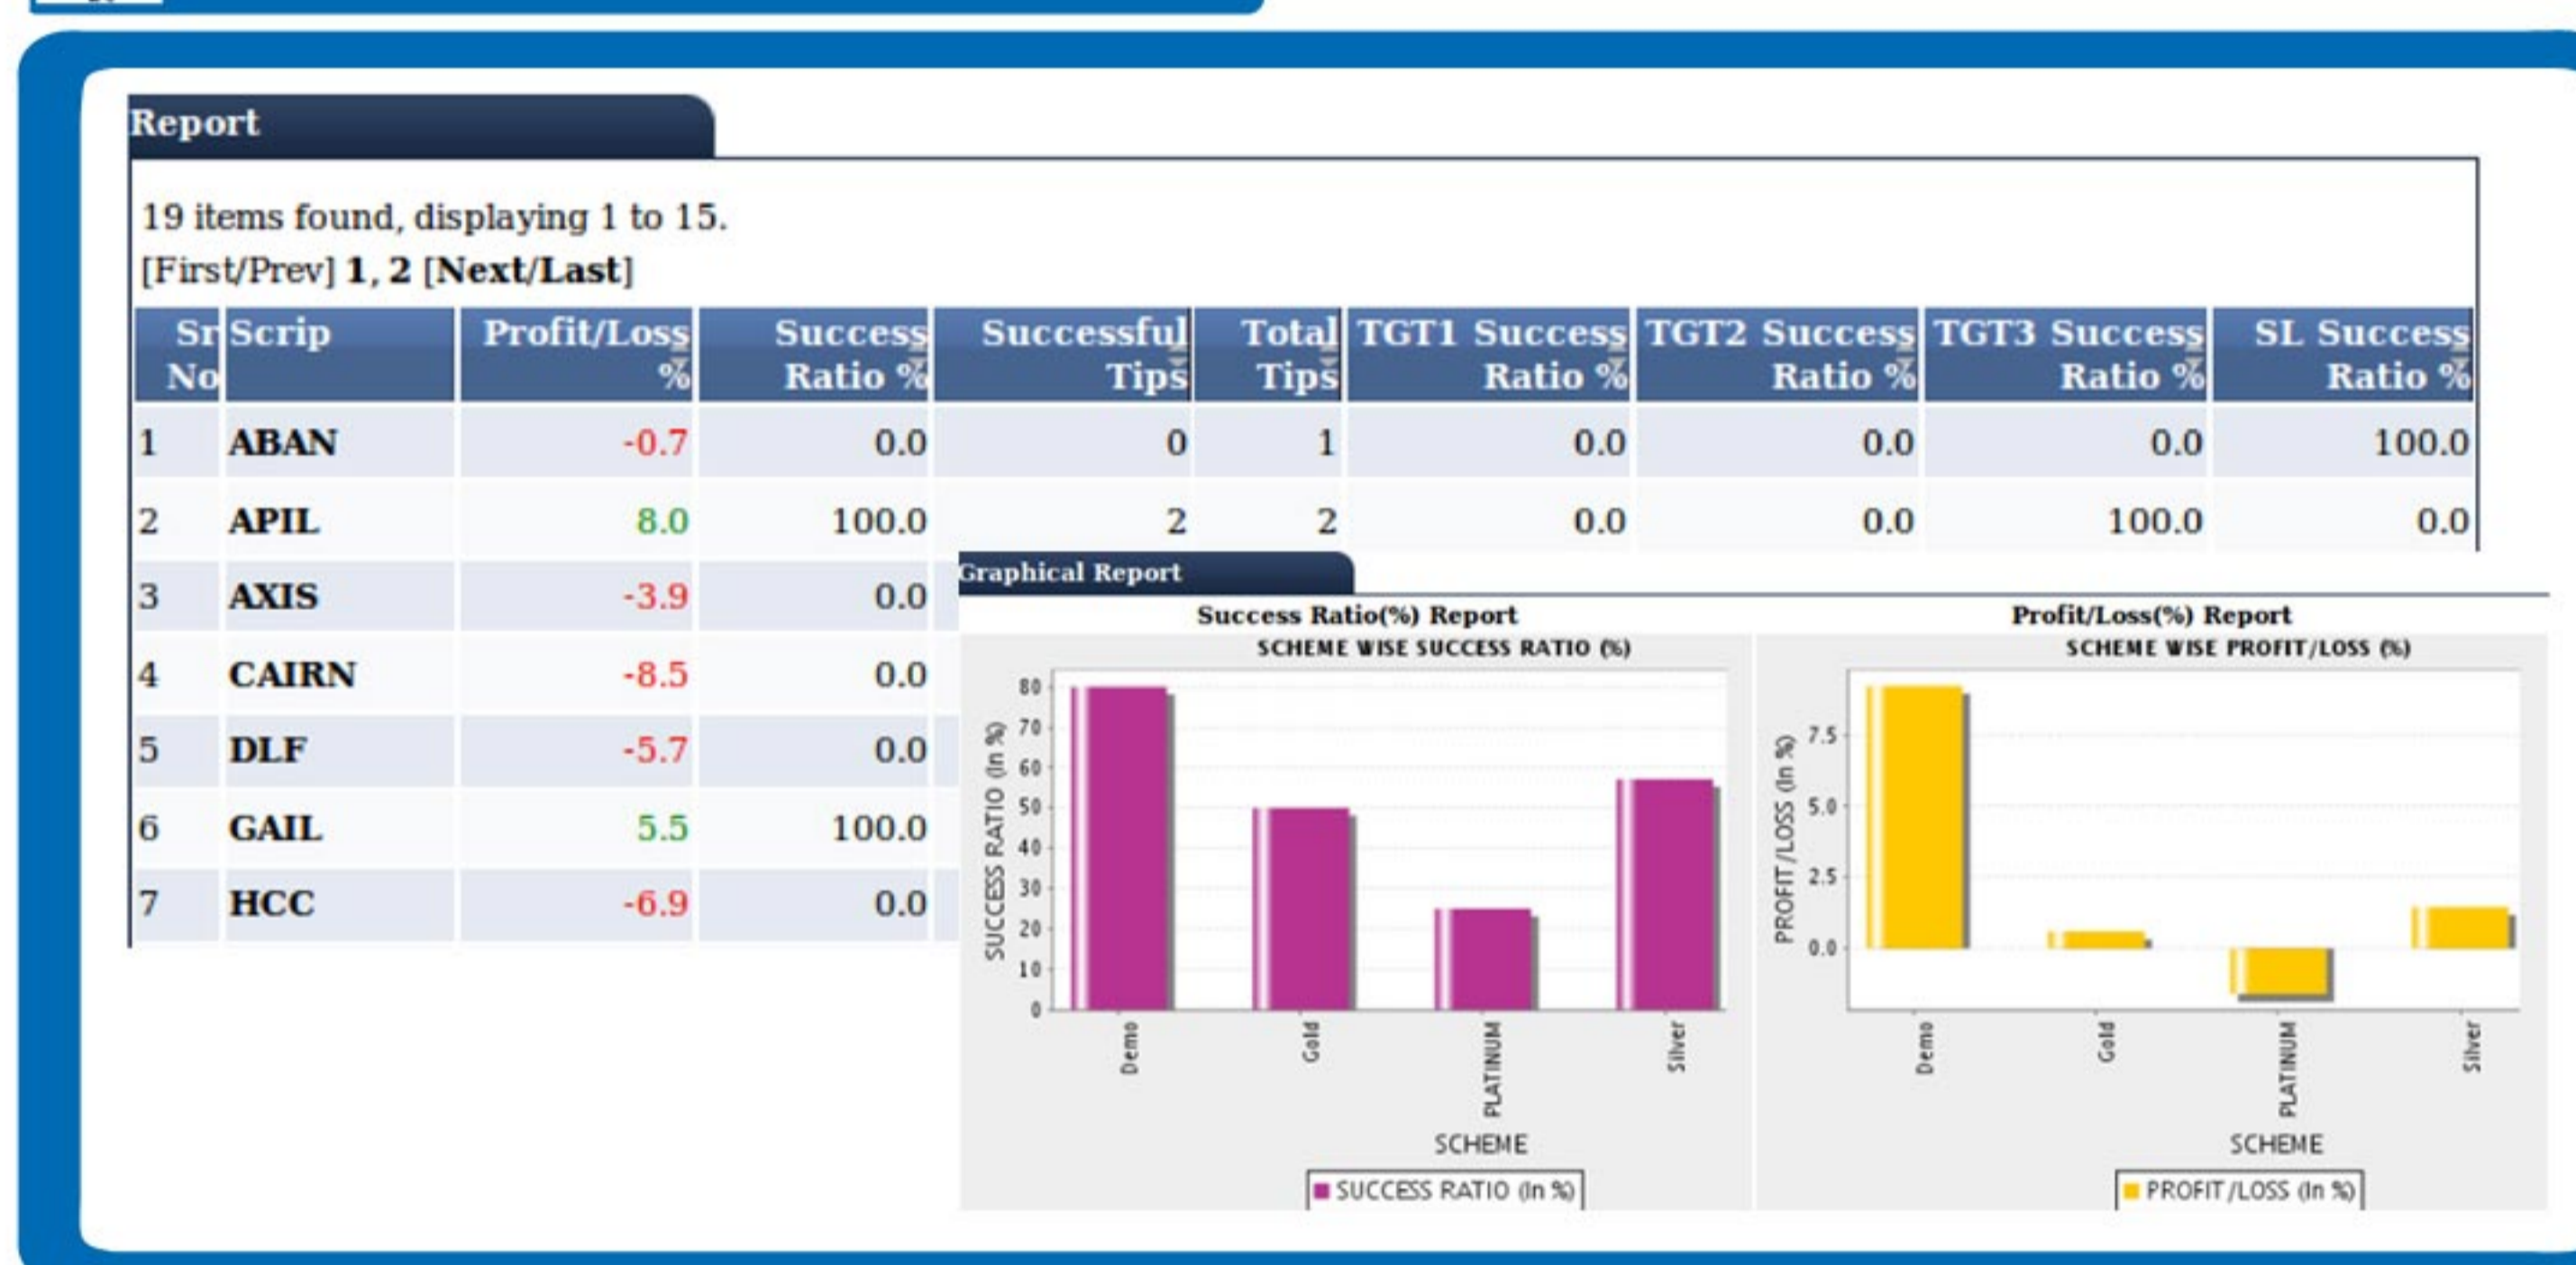 Report
19 items found, displaying 1 to 15.
[First/Prev] 1, 2 [Next/Last]
Sr No Scrip Profit/Loss % Success Ratio % Successful Tips Total Tips TGT1 Success Ratio % TGT2 Success Ratio % TGT3 Success Ratio % SL Success Ratio %
1 ABAN -0.7 0.0 0 1 0.0 0.0 0.0 100.0
2 APIL 8.0 100.0 2 2 0.0 0.0 100.0 0.0
3 AXIS -3.9 0.0
4 CAIRN -8.5 0.0
5 DLF -5.7 0.0
6 GAIL 5.5 100.0
7 HCC -6.9 0.0
Graphical Report
Success Ratio(%) Report
SCHEME WISE SUCCESS RATIO (%)
SUCCESS RATIO (In %)
80
70
60
50
40
30
20
10
0
Demo Gold PLATINUM Silver
SCHEME
SUCCESS RATIO (In %)
Profit/Loss(%) Report
SCHEME WISE PROFIT/LOSS (%)
PROFIT/LOSS (In %)
7.5
5.0
2.5
0.0
Demo Gold PLATINUM Silver
SCHEME
PROFIT/LOSS (In %)